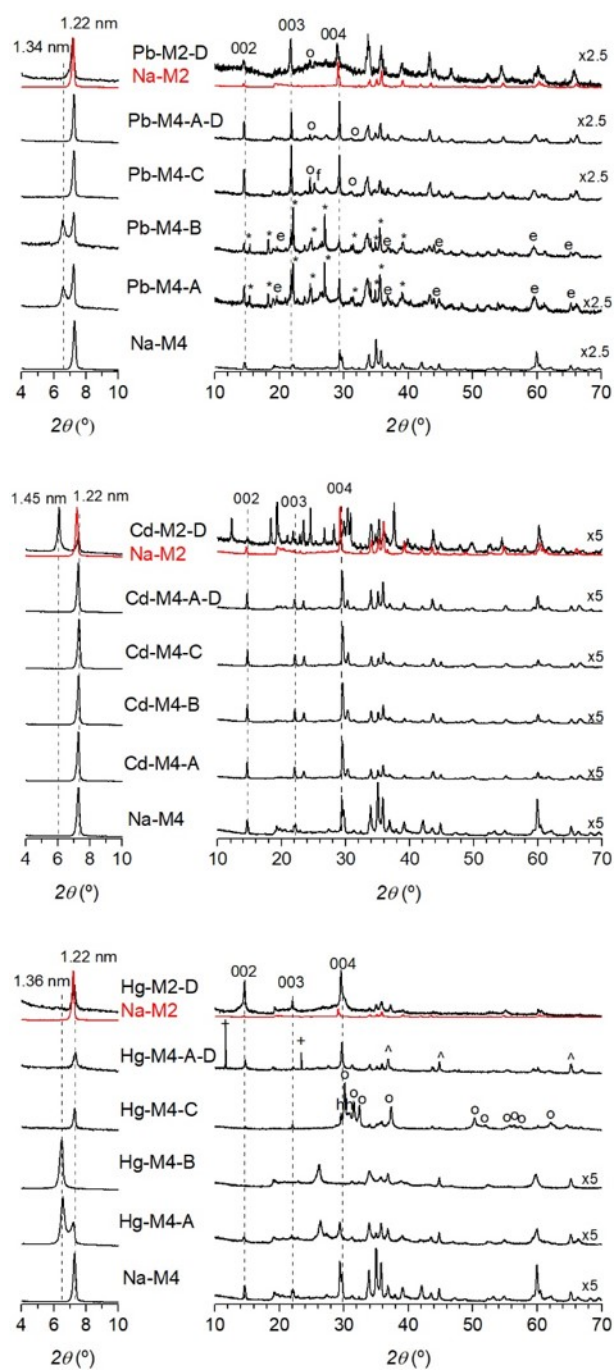 1.22 nm
1.34 nm
002
003
004
Pb-M2-D
o
x2.5
Na-M2
Pb-M4-A-D
o
o
x2.5
Pb-M4-C
o f
o
x2.5
Pb-M4-B
* * e * * * * e * * e e e
Pb-M4-A
* * e * * * * e * * e e e
x2.5
Na-M4
x2.5
4 6 8 10
10 20 30 40 50 60 70
2θ (º)
2θ (º)
1.45 nm
1.22 nm
002
003
004
Cd-M2-D
Na-M2
x5
Cd-M4-A-D
x5
Cd-M4-C
x5
Cd-M4-B
x5
Cd-M4-A
x5
Na-M4
x5
4 6 8 10
10 20 30 40 50 60 70
2θ (º)
2θ (º)
1.22 nm
1.36 nm
002
003
004
Hg-M2-D
Na-M2
Hg-M4-A-D
+ + ^ ^ ^
Hg-M4-C
o o o o o o o o o o
Hg-M4-B
x5
Hg-M4-A
x5
Na-M4
x5
4 6 8 10
10 20 30 40 50 60 70
2θ (º)
2θ (º)